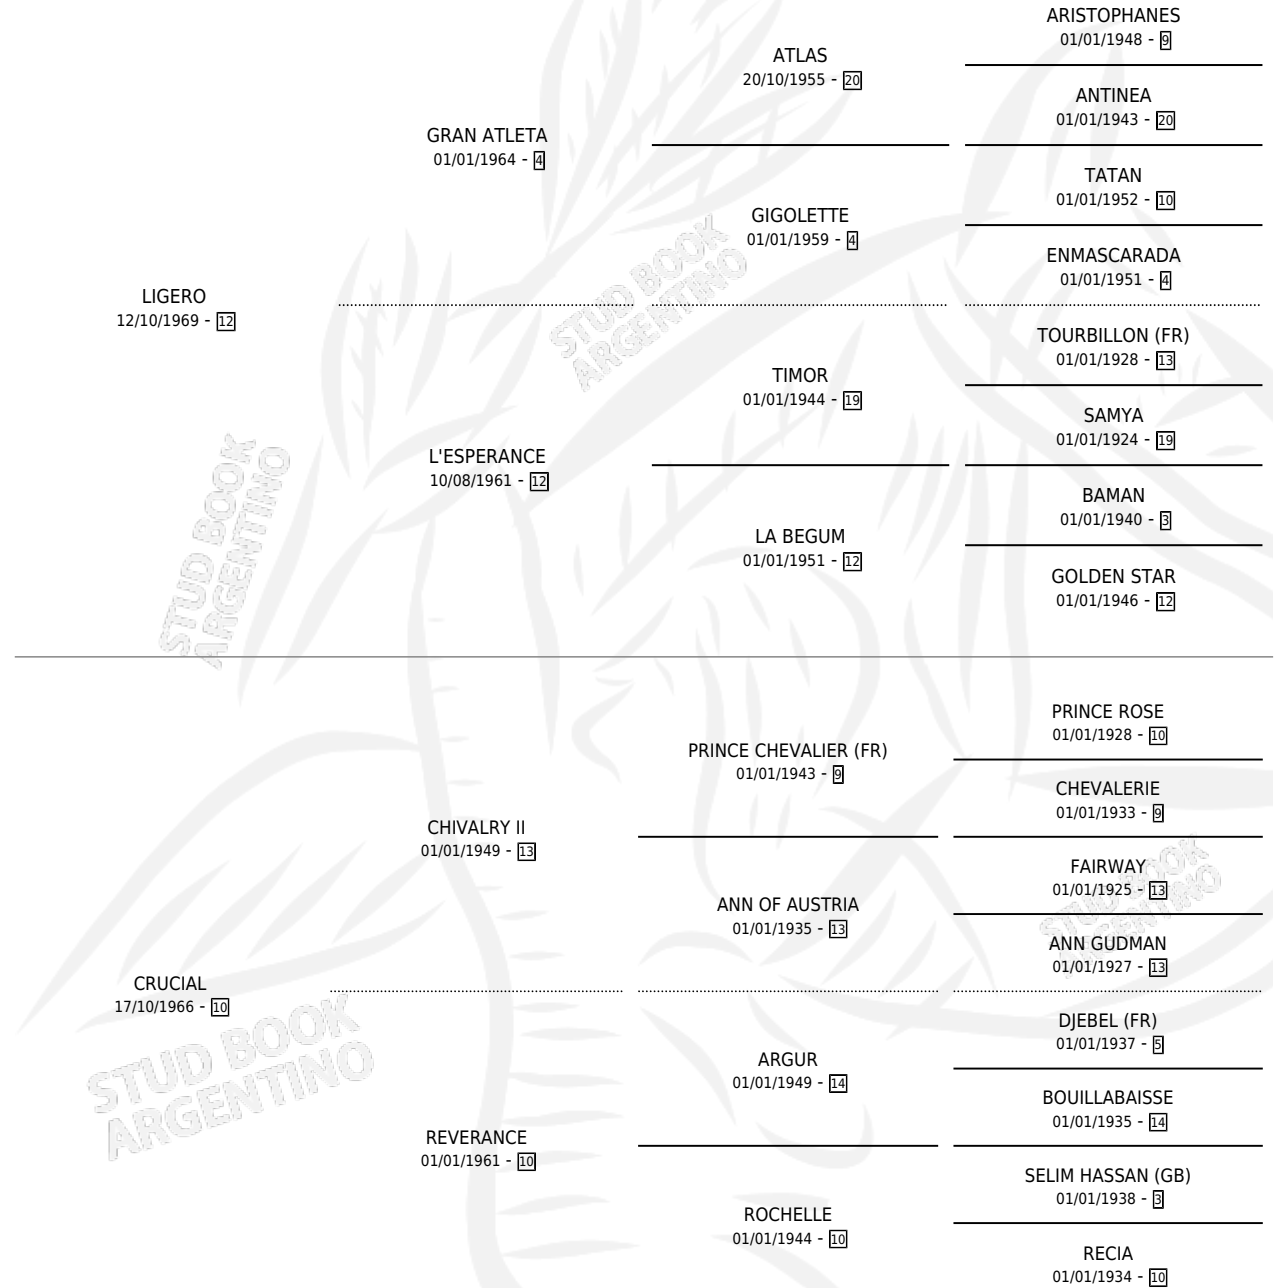 ARISTOPHANES
01/01/1948 - 9
ATLAS
20/10/1955 - 20
ANTINEA
01/01/1943 - 20
GRAN ATLETA
01/01/1964 - 4
TATAN
01/01/1952 - 10
GIGOLETTE
01/01/1959 - 4
ENMASCARADA
01/01/1951 - 4
LIGERO
12/10/1969 - 12
TOURBILLON (FR)
01/01/1928 - 13
TIMOR
01/01/1944 - 19
SAMYA
01/01/1924 - 19
L'ESPERANCE
10/08/1961 - 12
BAMAN
01/01/1940 - 3
LA BEGUM
01/01/1951 - 12
GOLDEN STAR
01/01/1946 - 12
PRINCE ROSE
01/01/1928 - 10
PRINCE CHEVALIER (FR)
01/01/1943 - 9
CHEVALERIE
01/01/1933 - 9
CHIVALRY II
01/01/1949 - 13
FAIRWAY
01/01/1925 - 13
ANN OF AUSTRIA
01/01/1935 - 13
ANN GUDMAN
01/01/1927 - 13
CRUCIAL
17/10/1966 - 10
DJEBEL (FR)
01/01/1937 - 5
ARGUR
01/01/1949 - 14
BOUILLABAISSE
01/01/1935 - 14
REVERANCE
01/01/1961 - 10
SELIM HASSAN (GB)
01/01/1938 - 3
ROCHELLE
01/01/1944 - 10
RECIA
01/01/1934 - 10
STUD BOOK
ARGENTINO
STUD BOOK
ARGENTINO
STUD BOOK
ARGENTINO
STUD BOOK
ARGENTINO